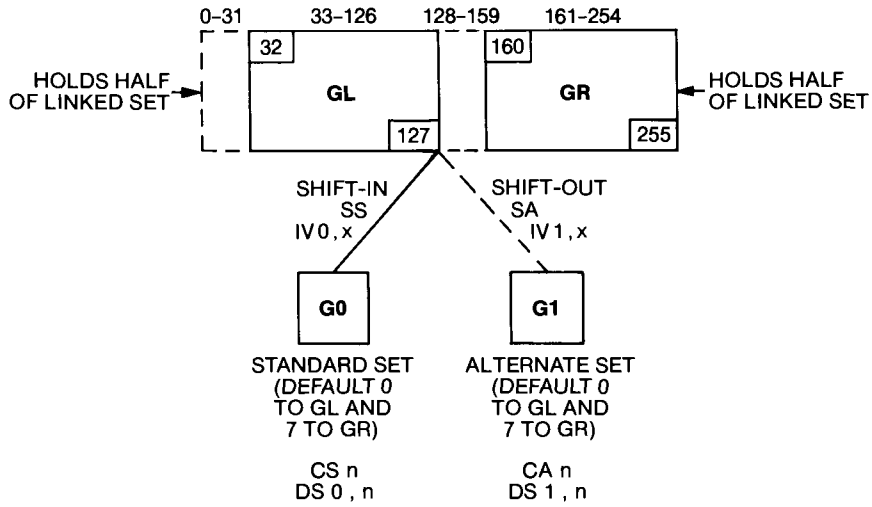 0-31 33-126 128-159 161-254
32
160
HOLDS HALF
OF LINKED SET
GL
GR
HOLDS HALF
OF LINKED SET
127
255
SHIFT-IN
SS
IV 0 , x
SHIFT-OUT
SA
IV 1 , x
G0
G1
STANDARD SET
(DEFAULT 0
TO GL AND
7 TO GR)
ALTERNATE SET
(DEFAULT 0
TO GL AND
7 TO GR)
CS n
DS 0 , n
CA n
DS 1 , n